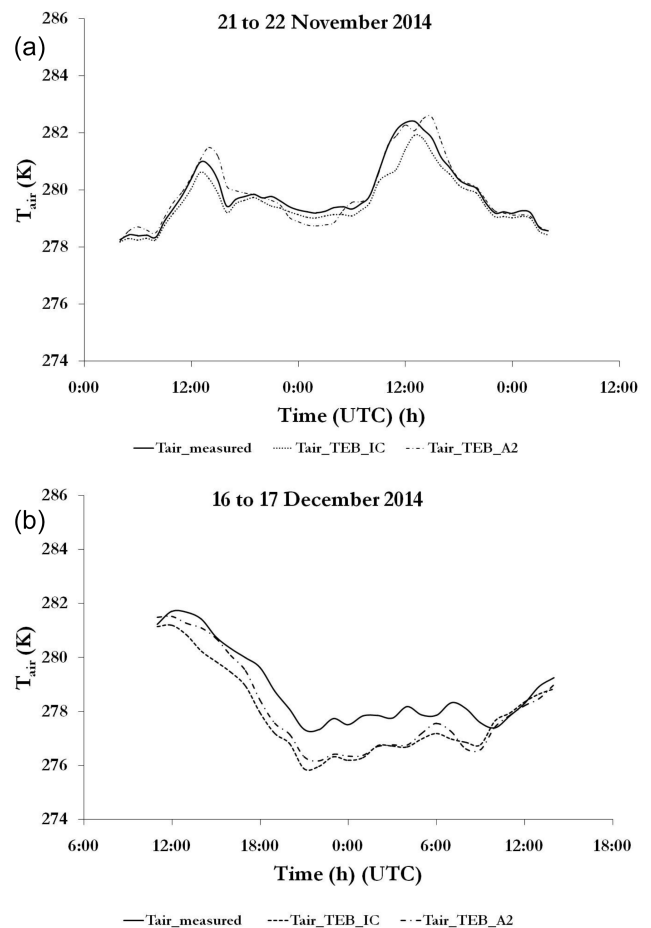 21 to 22 November 2014
(a)
286
284
282
280
278
276
274
T_air (K)
0:00 12:00 0:00 12:00 0:00 12:00
Time (UTC) (h)
Tair_measured Tair_TEB_IC Tair_TEB_A2
16 to 17 December 2014
(b)
286
284
282
280
278
276
274
T_air (K)
6:00 12:00 18:00 0:00 6:00 12:00 18:00
Time (h) (UTC)
Tair_measured Tair_TEB_IC Tair_TEB_A2